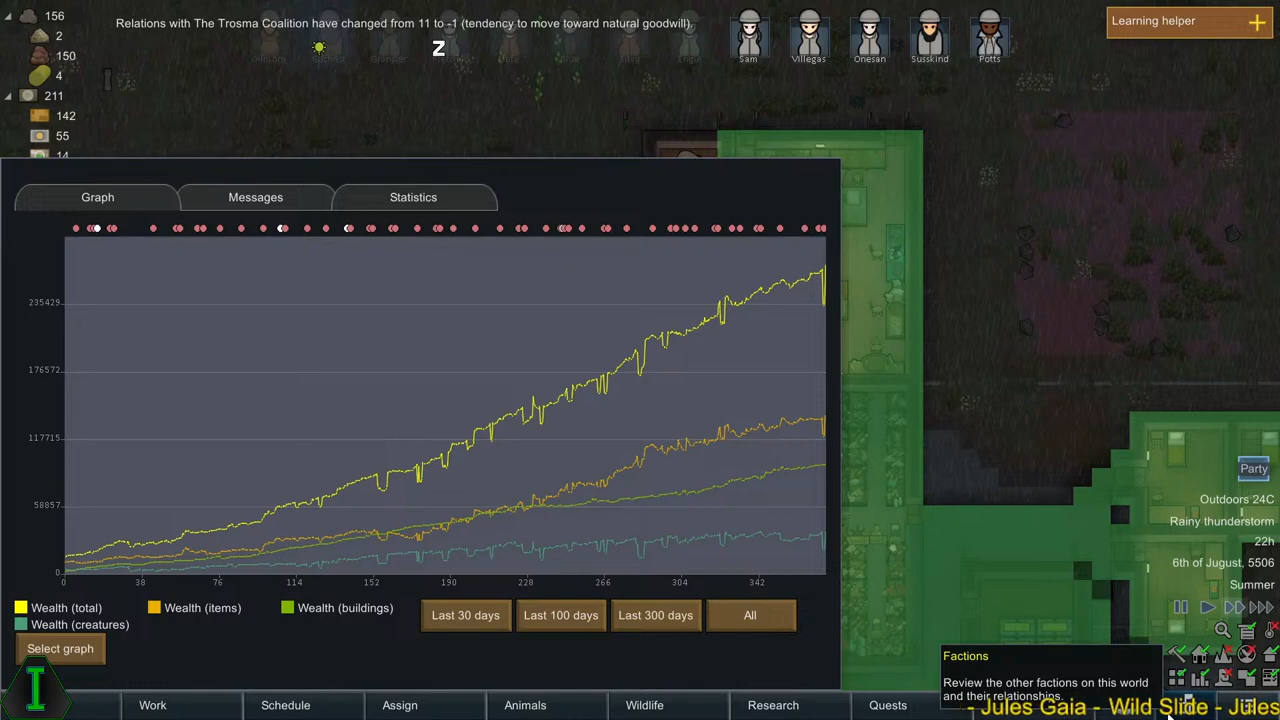 156
2
150
4
211
142
55
14
Relations with The Trosma Coalition have changed from 11 to -1 (tendency to move toward natural goodwill).
Z
Sam
Villegas
Onesan
Susskind
Potts
Learning helper
Graph
Messages
Statistics
235429
176572
117715
58857
0
0 38 76 114 152 190 228 266 304 342
Wealth (total)
Wealth (items)
Wealth (buildings)
Wealth (creatures)
Last 30 days
Last 100 days
Last 300 days
All
Select graph
Party
Outdoors 24C
Rainy thunderstorm
22h
6th of Jugust, 5506
Summer
Factions
Review the other factions on this world
and their relationships.
I
Work
Schedule
Assign
Animals
Wildlife
Research
Quests
- Jules Gaia - Wild Slide - Jules